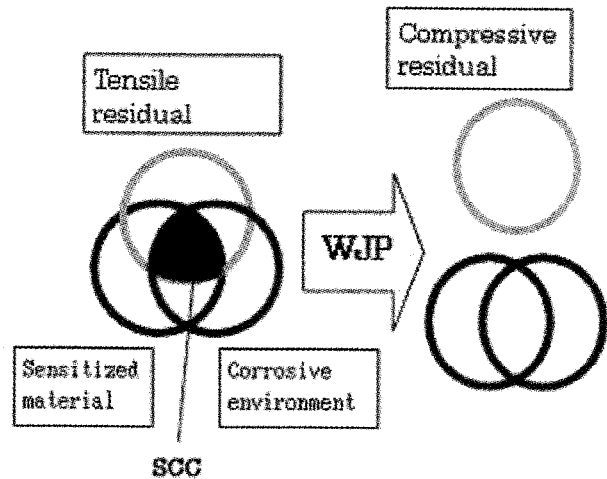 Compressive
residual
Tensile
residual
WJP
Sensitized
material
Corrosive
environment
SCC